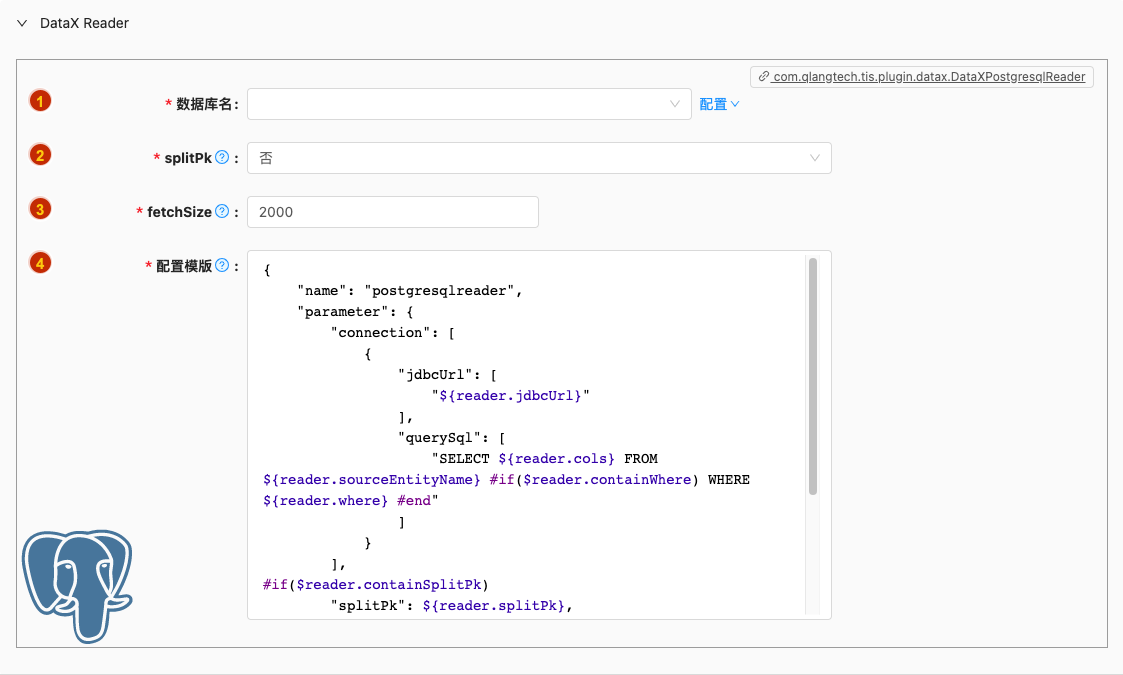 DataX Reader
com.qlangtech.tis.plugin.datax.DataXPostgresqlReader
1 * 数据库名: 配置
2 * splitPk : 否
3 * fetchSize : 2000
4 * 配置模版 :
{
    "name": "postgresqlreader",
    "parameter": {
        "connection": [
            {
                "jdbcUrl": [
                    "${reader.jdbcUrl}"
                ],
                "querySql": [
                    "SELECT ${reader.cols} FROM
${reader.sourceEntityName} #if($reader.containWhere) WHERE
${reader.where} #end"
                ]
            }
        ],
#if($reader.containSplitPk)
        "splitPk": ${reader.splitPk},